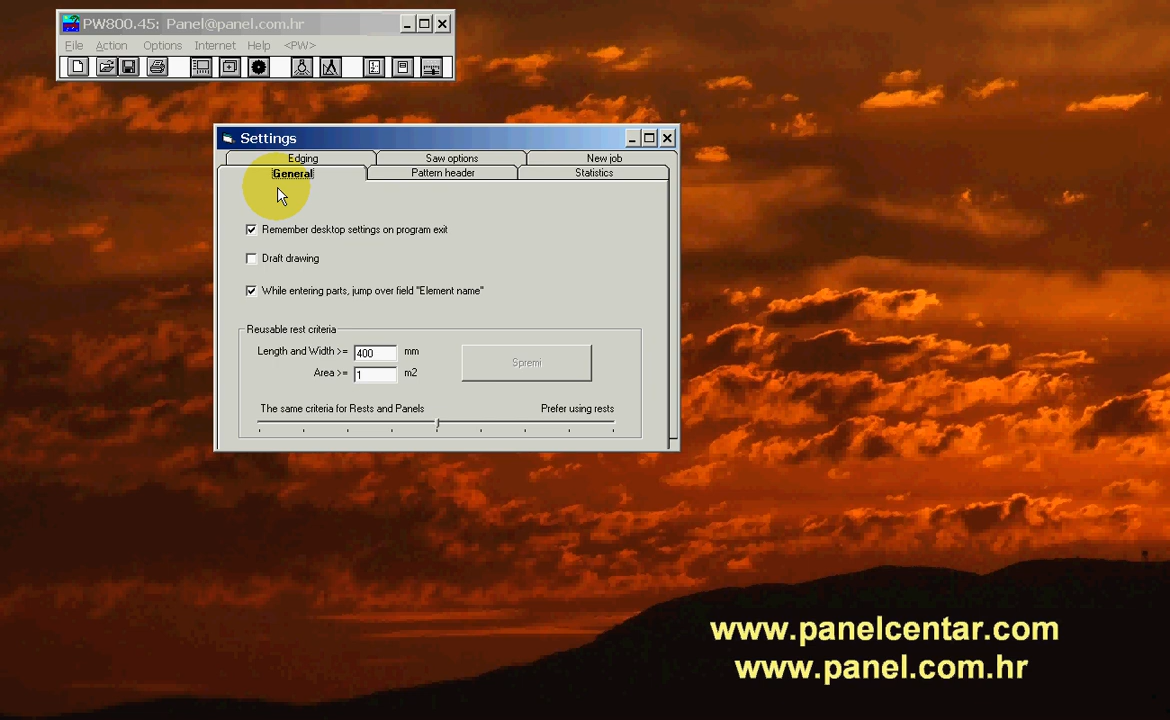 PW800.45: Panel@panel.com.hr
File Action Options Internet Help <PW>
Settings
Edging Saw options New job
General Pattern header Statistics
Remember desktop settings on program exit
Draft drawing
While entering parts, jump over field "Element name"
Reusable rest criteria
Length and Width >= 400 mm
Spremi
Area >= 1 m2
The same criteria for Rests and Panels Prefer using rests
www.panelcentar.com
www.panel.com.hr